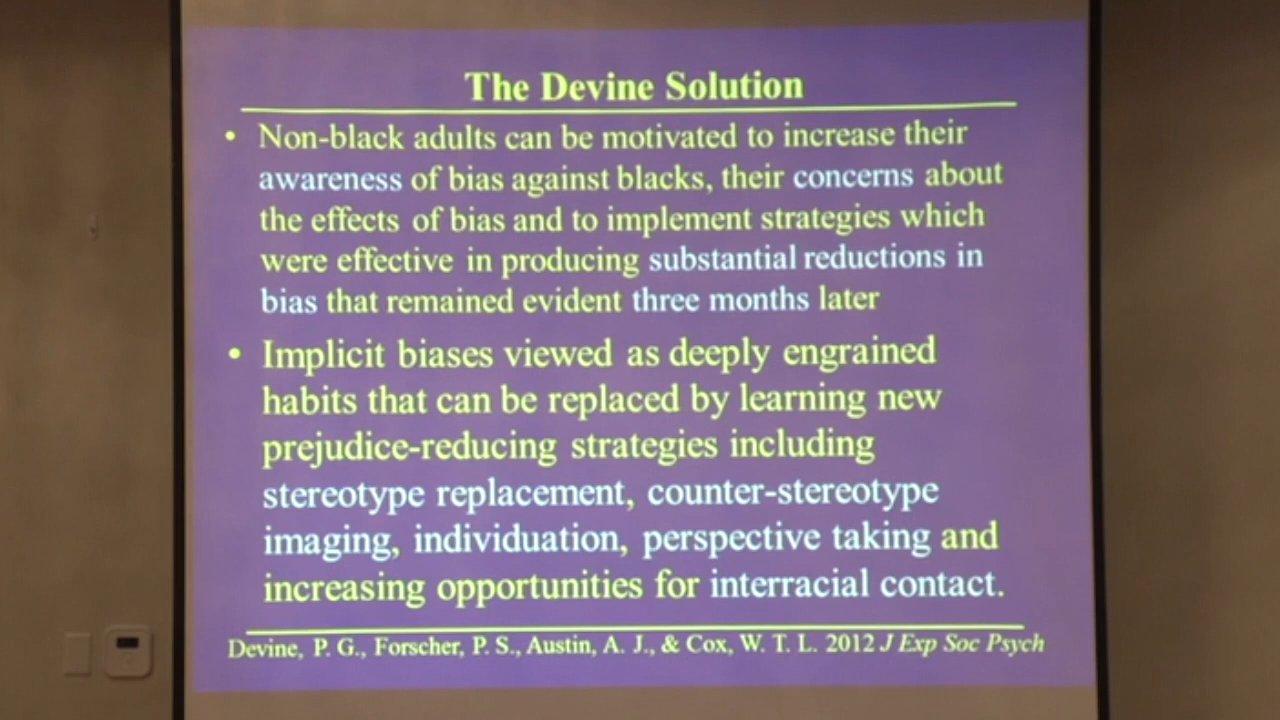 The Devine Solution
• Non-black adults can be motivated to increase their
awareness of bias against blacks, their concerns about
the effects of bias and to implement strategies which
were effective in producing substantial reductions in
bias that remained evident three months later
• Implicit biases viewed as deeply engrained
habits that can be replaced by learning new
prejudice-reducing strategies including
stereotype replacement, counter-stereotype
imaging, individuation, perspective taking and
increasing opportunities for interracial contact.
Devine, P. G., Forscher, P. S., Austin, A. J., & Cox, W. T. L. 2012 J Exp Soc Psych